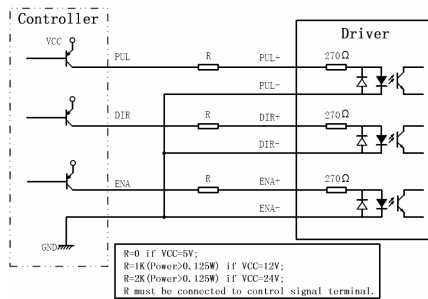 Controller
Driver
VCC
PUL
R
PUL+
270Ω
PUL-
DIR
R
DIR+
270Ω
DIR-
ENA
R
ENA+
270Ω
ENA-
GND
R=0 if VCC=5V;
R=1K(Power>0.125W) if VCC=12V;
R=2K(Power>0.125W) if VCC=24V;
R must be connected to control signal terminal.